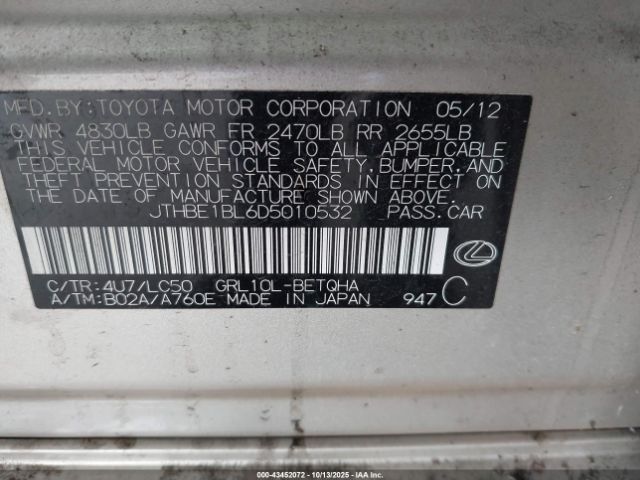 MFD.BY:TOYOTA MOTOR CORPORATION 05/12
GVWR 4830LB GAWR FR 2470LB RR 2655LB
THIS VEHICLE CONFORMS TO ALL APPLICABLE
FEDERAL MOTOR VEHICLE SAFETY,BUMPER,AND
THEFT PREVENTION STANDARDS IN EFFECT ON
THE DATE OF MANUFACTURE SHOWN ABOVE.
JTHBE1BL6D5010532 PASS.CAR
C/TR:4U7/LC50 GRL10L-BETQHA
A/TM:B02A/A760E MADE IN JAPAN 947 C
000-43452072 - 10/13/2025 - Copyright IAA, Inc.